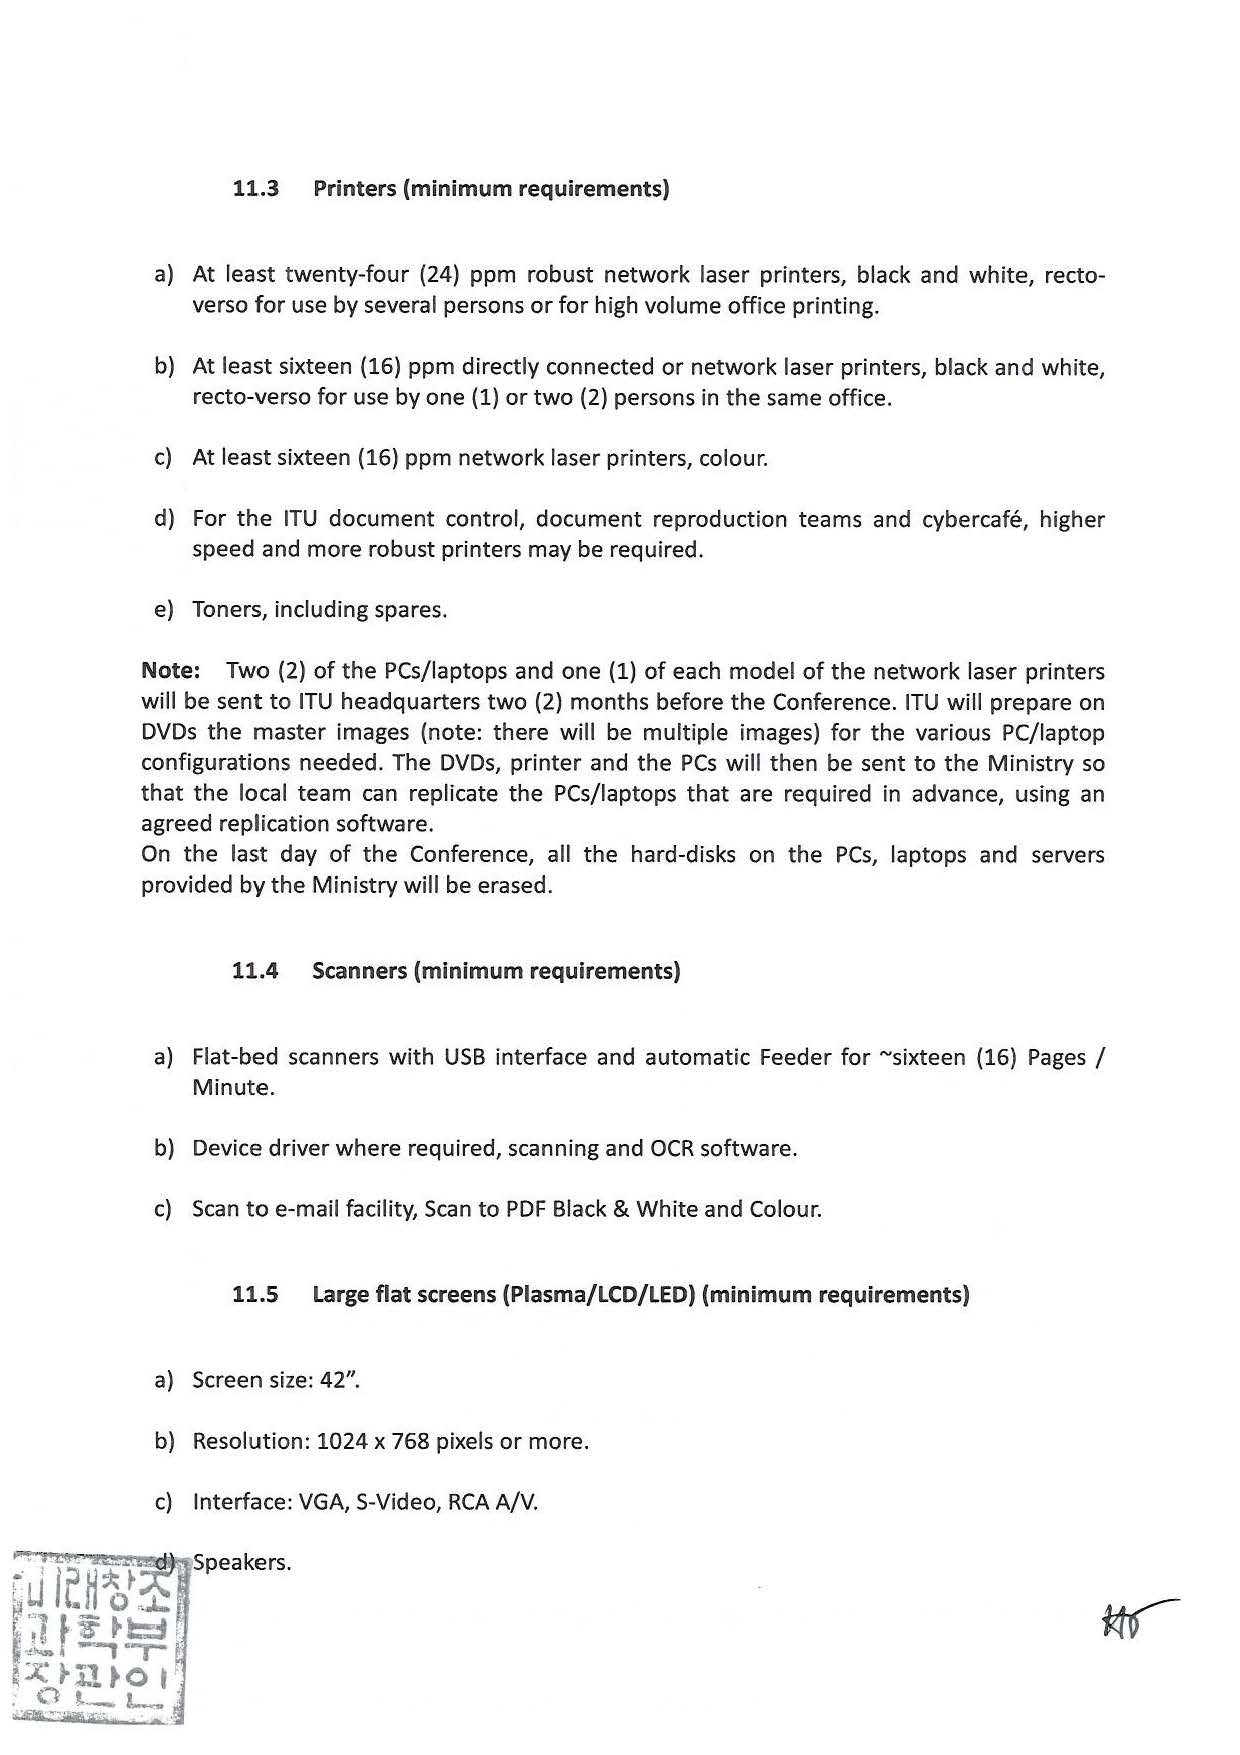 11.3 Printers (minimum requirements)
a) At least twenty-four (24) ppm robust network laser printers, black and white, recto-
verso for use by several persons or for high volume office printing.
b) At least sixteen (16) ppm directly connected or network laser printers, black and white,
recto-verso for use by one (1) or two (2) persons in the same office.
c) At least sixteen (16) ppm network laser printers, colour.
d) For the ITU document control, document reproduction teams and cybercafé, higher
speed and more robust printers may be required.
e) Toners, including spares.
Note: Two (2) of the PCs/laptops and one (1) of each model of the network laser printers
will be sent to ITU headquarters two (2) months before the Conference. ITU will prepare on
DVDs the master images (note: there will be multiple images) for the various PC/laptop
configurations needed. The DVDs, printer and the PCs will then be sent to the Ministry so
that the local team can replicate the PCs/laptops that are required in advance, using an
agreed replication software.
On the last day of the Conference, all the hard-disks on the PCs, laptops and servers
provided by the Ministry will be erased.
11.4 Scanners (minimum requirements)
a) Flat-bed scanners with USB interface and automatic Feeder for ~sixteen (16) Pages /
Minute.
b) Device driver where required, scanning and OCR software.
c) Scan to e-mail facility, Scan to PDF Black & White and Colour.
11.5 Large flat screens (Plasma/LCD/LED) (minimum requirements)
a) Screen size: 42”.
b) Resolution: 1024 x 768 pixels or more.
c) Interface: VGA, S-Video, RCA A/V.
d) Speakers.
미래창조
과학부
장관인